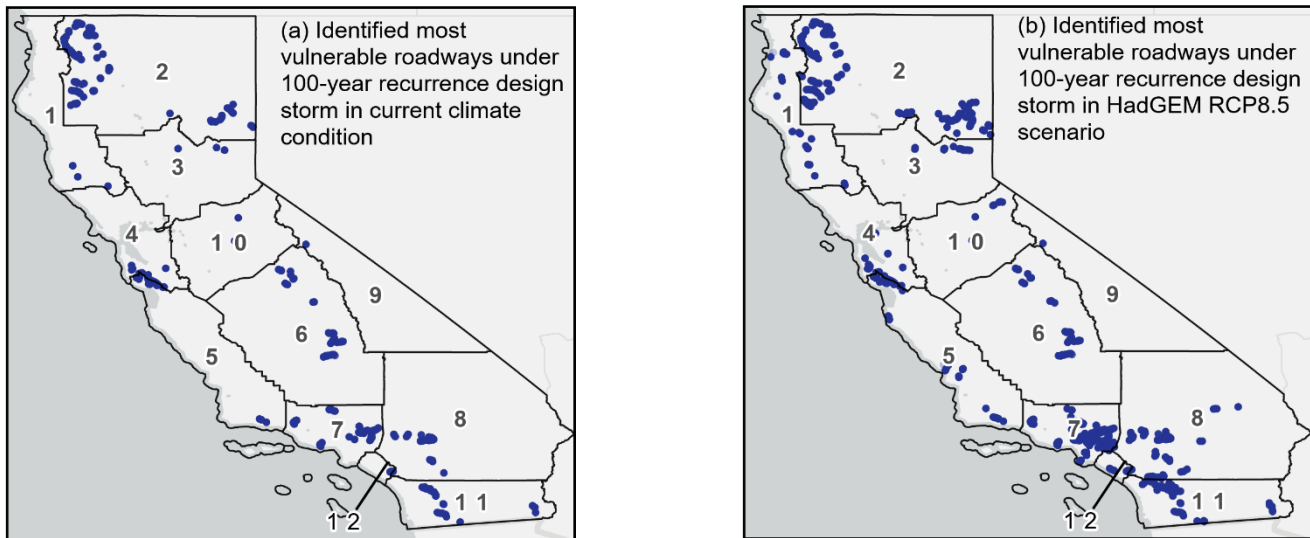 (a) Identified most
vulnerable roadways under
100-year recurrence design
storm in current climate
condition
2
1
3
4
1 0
9
6
5
8
7
1 1
1 2
(b) Identified most
vulnerable roadways under
100-year recurrence design
storm in HadGEM RCP8.5
scenario
2
1
3
4
1 0
9
6
5
8
7
1 1
1 2